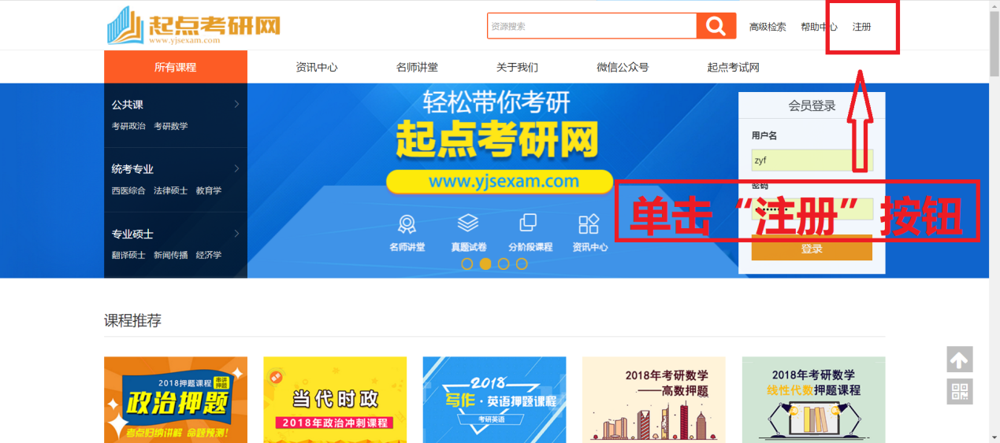 起点考研网
www.yjsexam.com
资源搜索
高级检索 帮助中心 注册
所有课程 资讯中心 名师讲堂 关于我们 微信公众号 起点考试网
公共课
考研政治 考研数学
统考专业
西医综合 法律硕士 教育学
专业硕士
翻译硕士 新闻传播 经济学
轻松带你考研
起点考研网
www.yjsexam.com
名师讲堂 真题试卷 分阶段课程 资讯中心
会员登录
用户名
zyf
密码
单击“注册”按钮
登录
课程推荐
2018押题课程 串讲押题
政治押题
考点归纳讲解 命题预测!
当代时政
2018年政治冲刺课程
2018
写作·英语押题课程
考研英语
2018年考研数学
——高数押题
2018年考研数学
线性代数押题课程